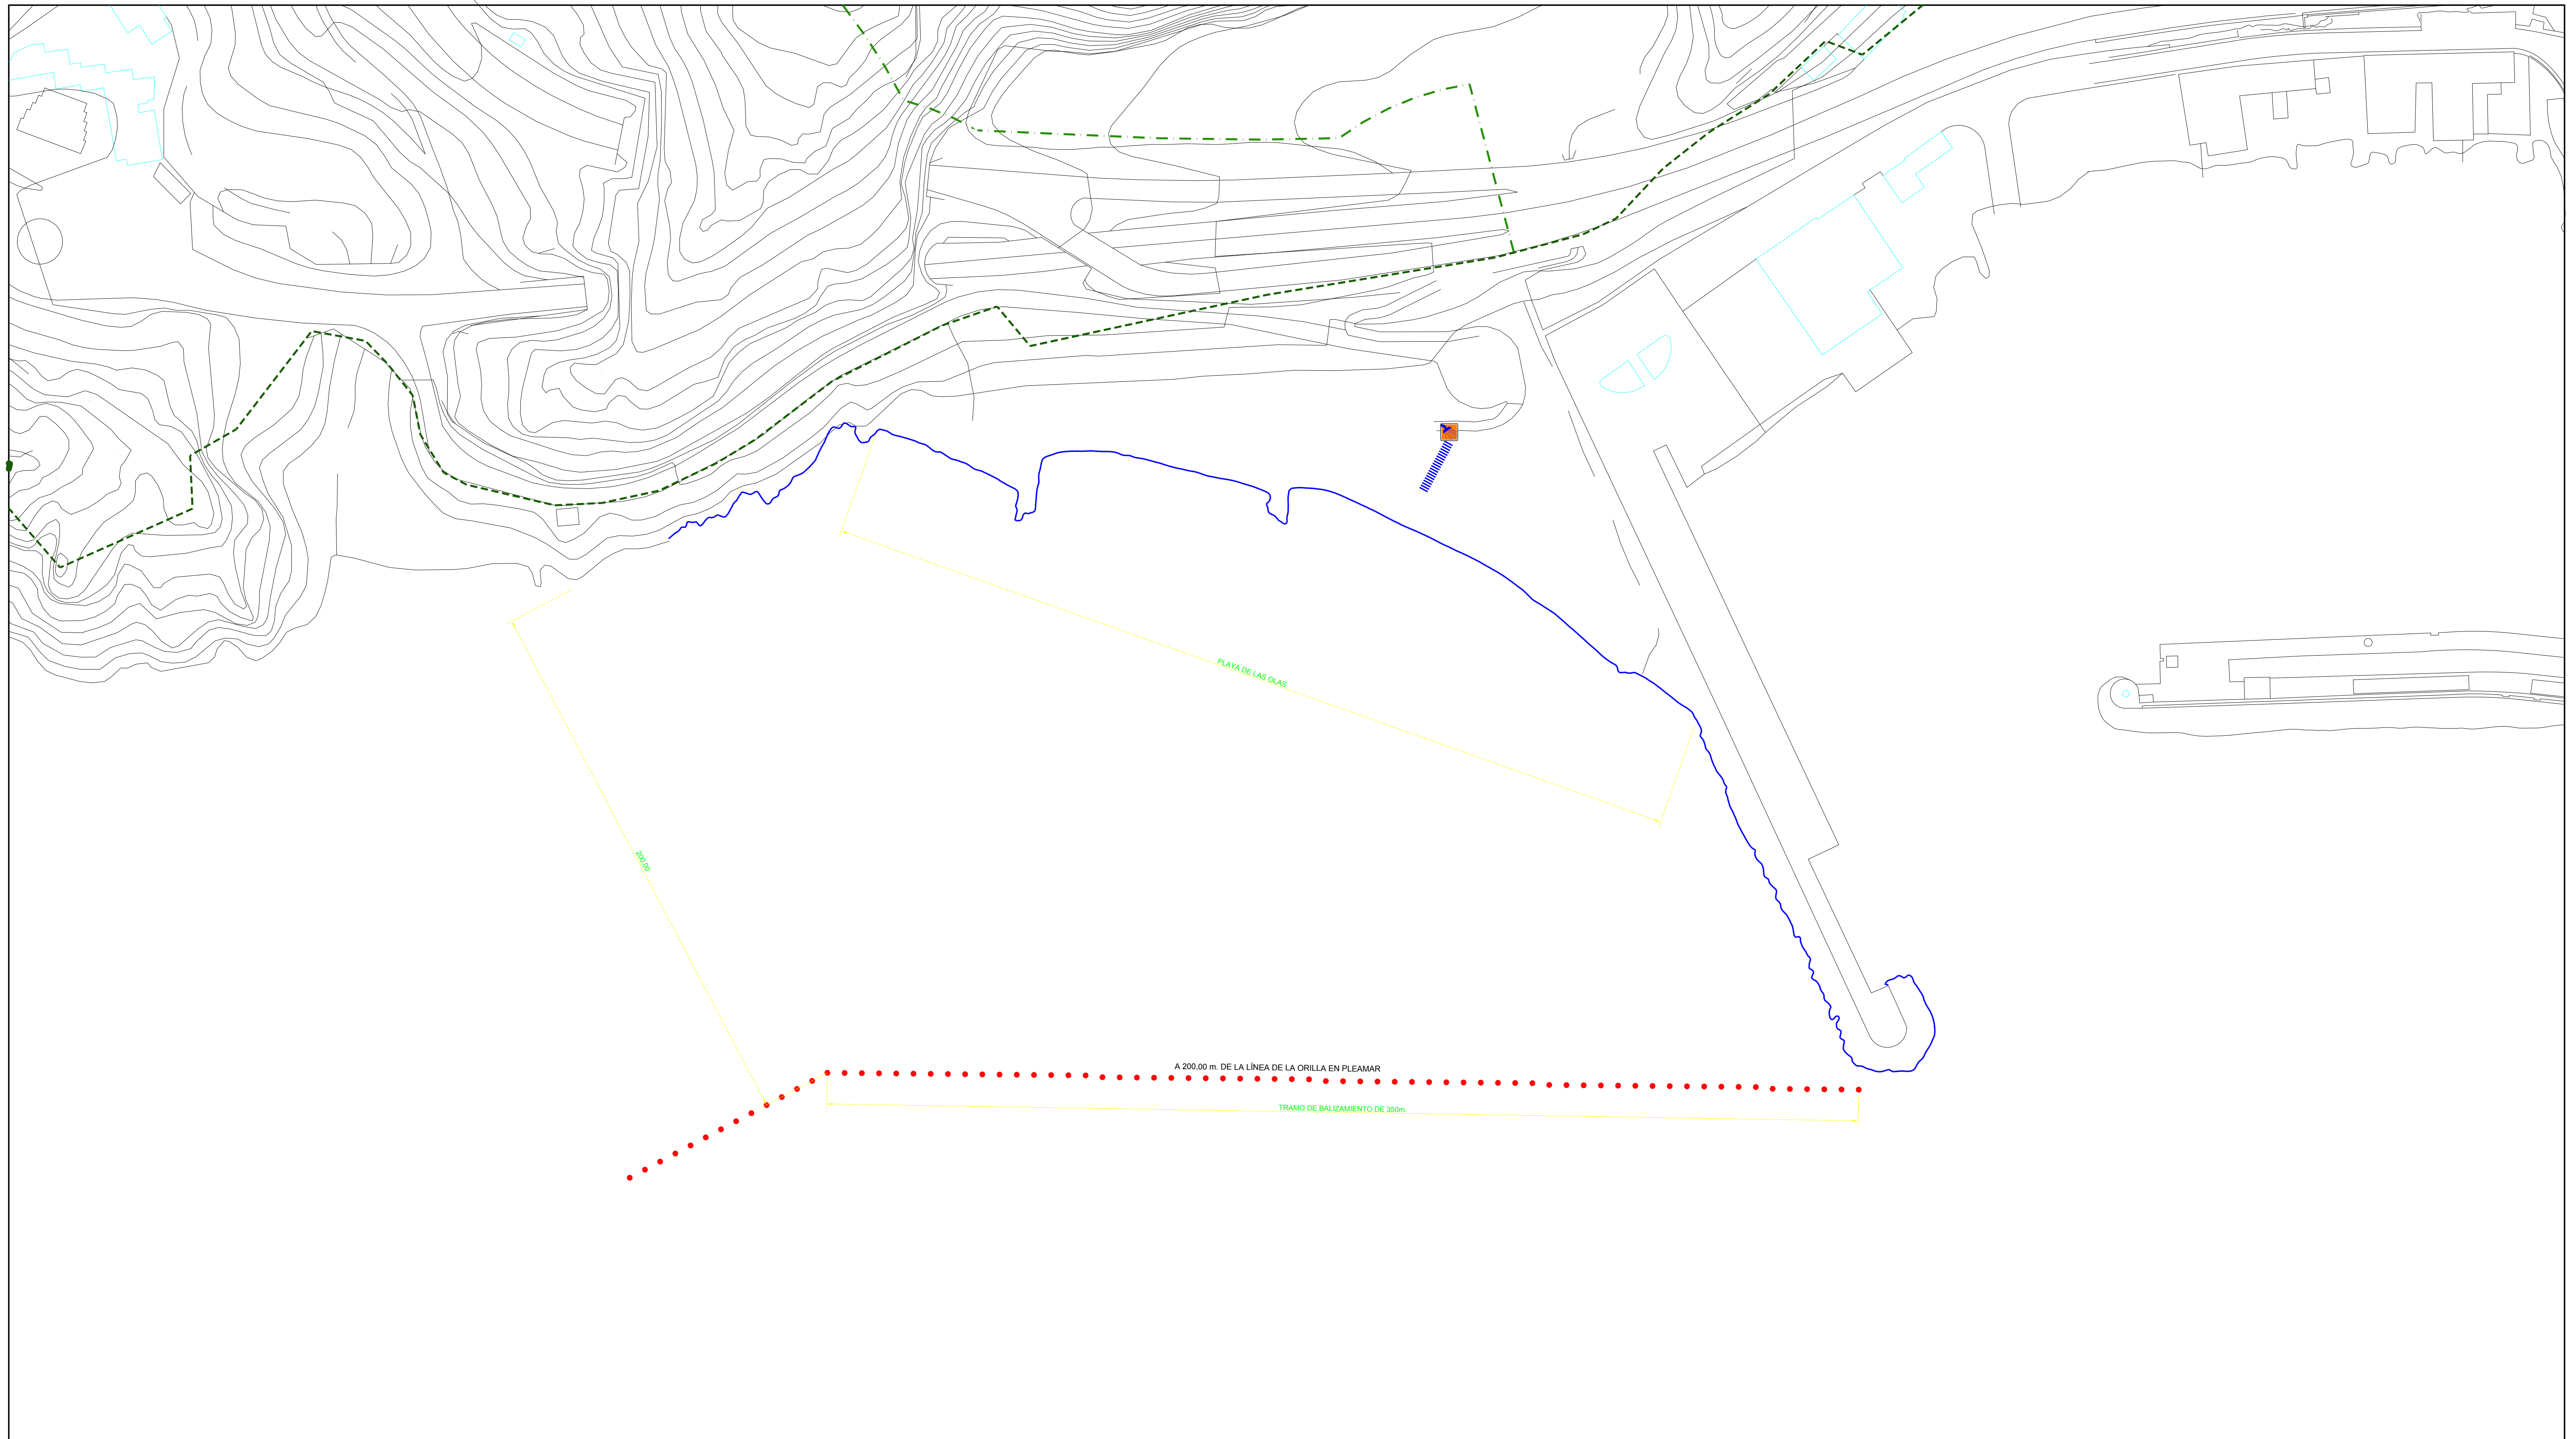 PLAYA DE LAS OLAS
200,00
A 200,00 m. DE LA LÍNEA DE LA ORILLA EN PLEAMAR
TRAMO DE BALIZAMIENTO DE 350m.